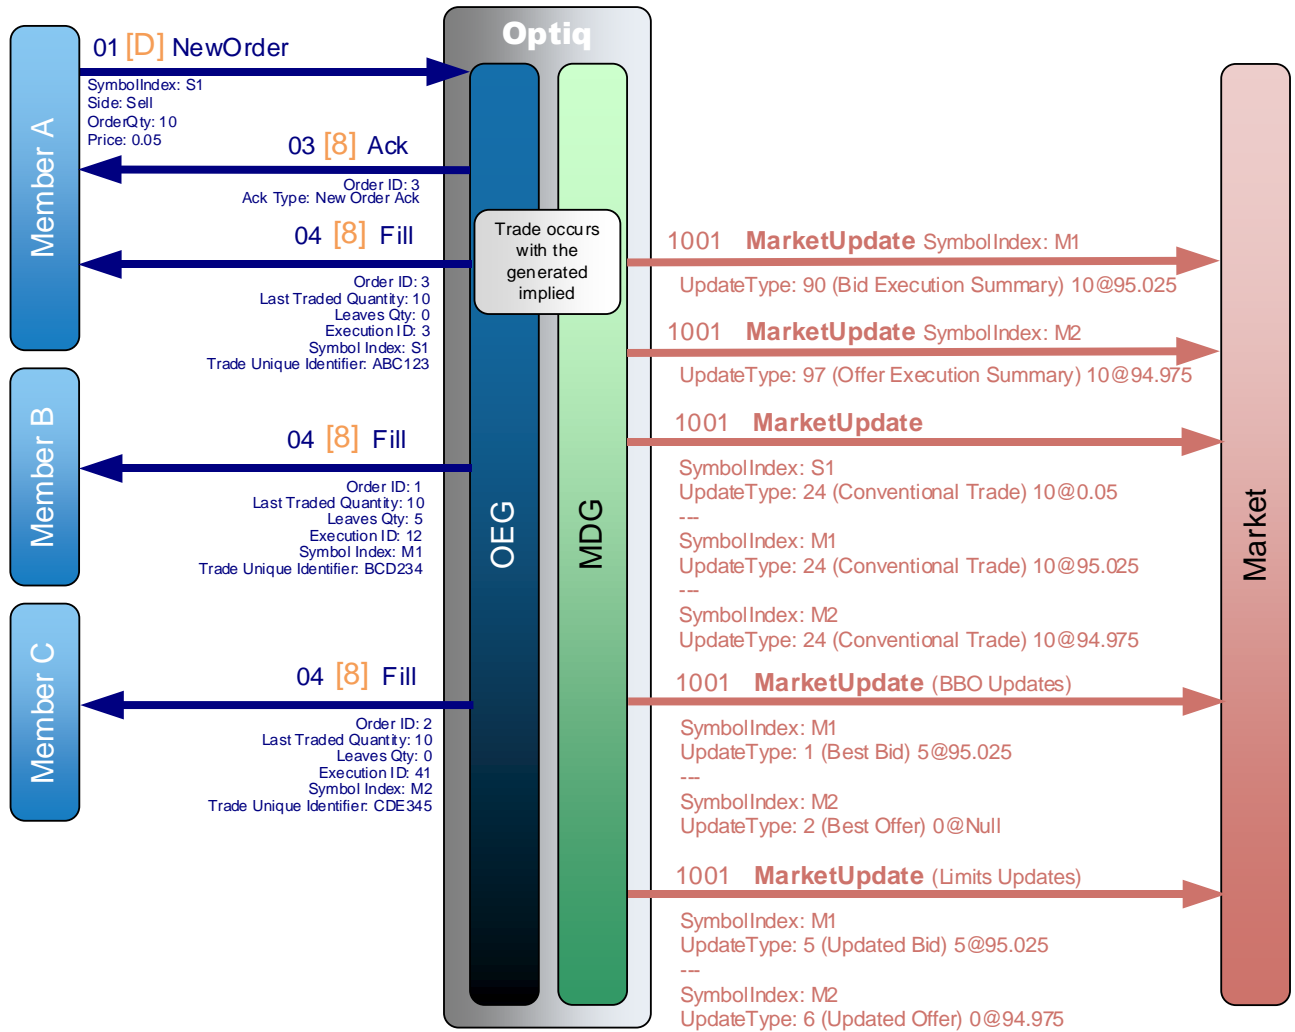 Optiq
01 [D] NewOrder
SymbolIndex: S1
Side: Sell
OrderQty: 10
Price: 0.05
03 [8] Ack
Order ID: 3
Ack Type: New Order Ack
04 [8] Fill
Order ID: 3
Last Traded Quantity: 10
Leaves Qty: 0
Execution ID: 3
Symbol Index: S1
Trade Unique Identifier: ABC123
Member A
04 [8] Fill
Order ID: 1
Last Traded Quantity: 10
Leaves Qty: 5
Execution ID: 12
Symbol Index: M1
Trade Unique Identifier: BCD234
Member B
04 [8] Fill
Order ID: 2
Last Traded Quantity: 10
Leaves Qty: 0
Execution ID: 41
Symbol Index: M2
Trade Unique Identifier: CDE345
Member C
Trade occurs
with the
generated
implied
OEG
MDG
1001 MarketUpdate SymbolIndex: M1
UpdateType: 90 (Bid Execution Summary) 10@95.025
1001 MarketUpdate SymbolIndex: M2
UpdateType: 97 (Offer Execution Summary) 10@94.975
1001 MarketUpdate
SymbolIndex: S1
UpdateType: 24 (Conventional Trade) 10@0.05
---
SymbolIndex: M1
UpdateType: 24 (Conventional Trade) 10@95.025
---
SymbolIndex: M2
UpdateType: 24 (Conventional Trade) 10@94.975
1001 MarketUpdate (BBO Updates)
SymbolIndex: M1
UpdateType: 1 (Best Bid) 5@95.025
---
SymbolIndex: M2
UpdateType: 2 (Best Offer) 0@Null
1001 MarketUpdate (Limits Updates)
SymbolIndex: M1
UpdateType: 5 (Updated Bid) 5@95.025
---
SymbolIndex: M2
UpdateType: 6 (Updated Offer) 0@94.975
Market